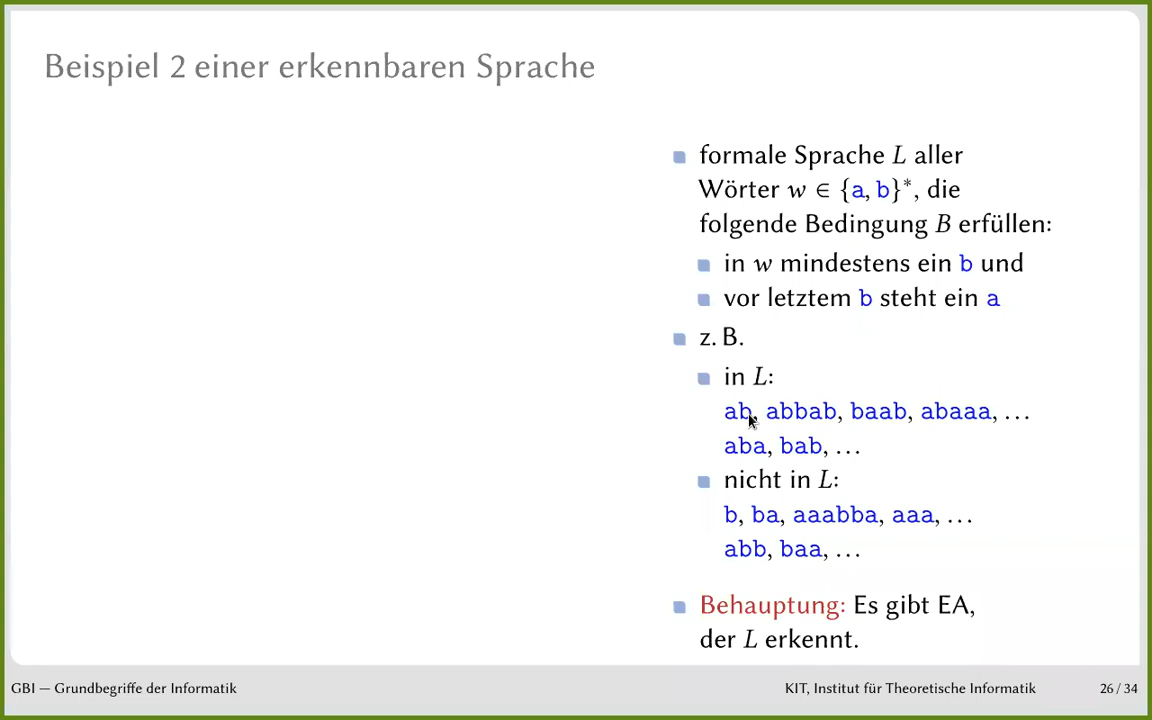 Beispiel 2 einer erkennbaren Sprache
formale Sprache L aller
Wörter w ∈ {a, b}*, die
folgende Bedingung B erfüllen:
in w mindestens ein b und
vor letztem b steht ein a
z. B.
in L:
ab, abbab, baab, abaaa, ...
aba, bab, ...
nicht in L:
b, ba, aaabba, aaa, ...
abb, baa, ...
Behauptung: Es gibt EA,
der L erkennt.
GBI — Grundbegriffe der Informatik
KIT, Institut für Theoretische Informatik
26 / 34